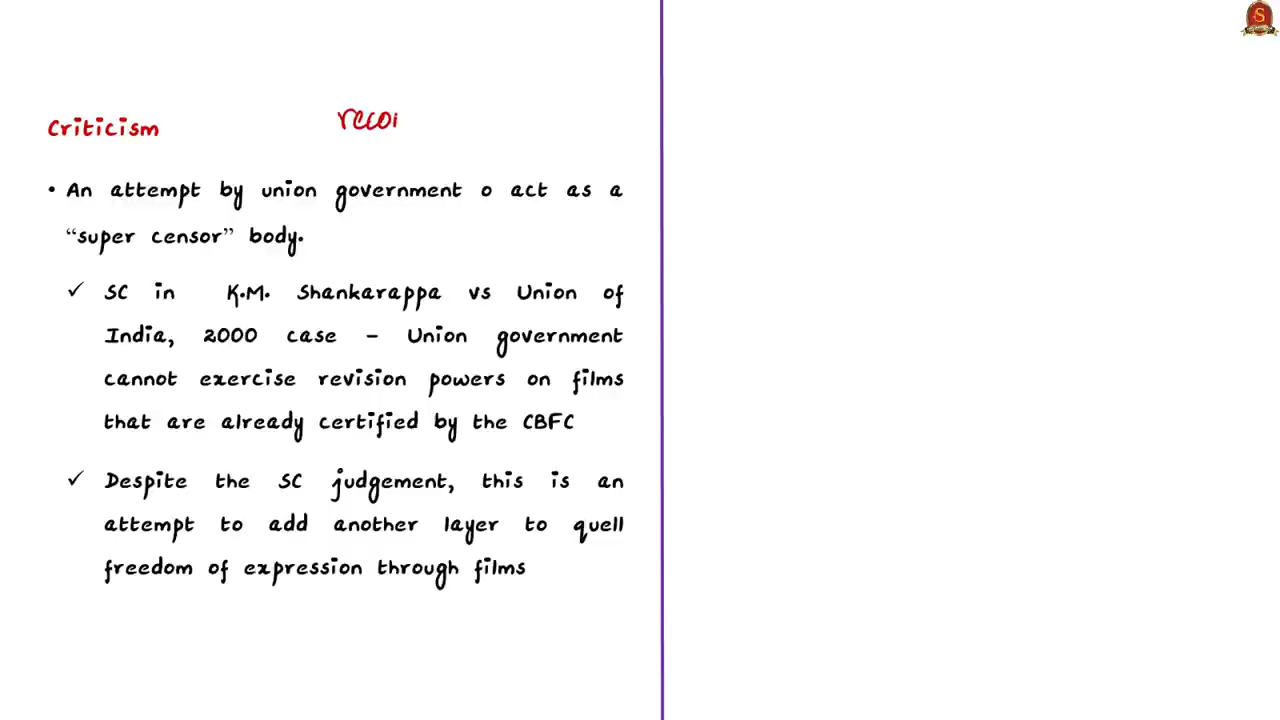 Criticism
• An attempt by union government o act as a
“super censor” body.
✓ SC in K.M. Shankarappa vs Union of
India, 2000 case – Union government
cannot exercise revision powers on films
that are already certified by the CBFC
✓ Despite the SC judgement, this is an
attempt to add another layer to quell
freedom of expression through films